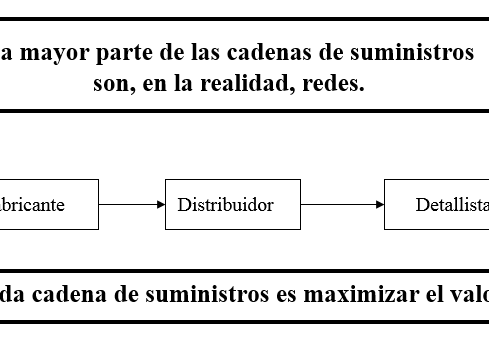 a mayor parte de las cadenas de suministros
son, en la realidad, redes.
bricante Distribuidor Detallista
da cadena de suministros es maximizar el valo